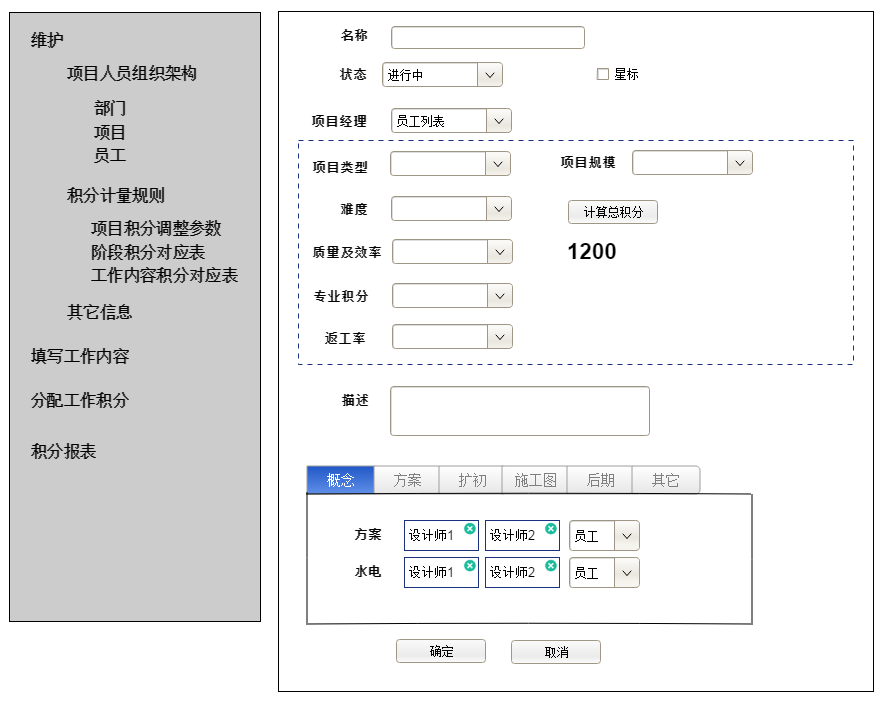 维护
项目人员组织架构
部门
项目
员工
积分计量规则
项目积分调整参数
阶段积分对应表
工作内容积分对应表
其它信息
填写工作内容
分配工作积分
积分报表
名称
状态 进行中 星标
项目经理 员工列表
项目类型 项目规模
难度 计算总积分
质量及效率 1200
专业积分
返工率
描述
概念 方案 扩初 施工图 后期 其它
方案 设计师1 设计师2 员工
水电 设计师1 设计师2 员工
确定 取消